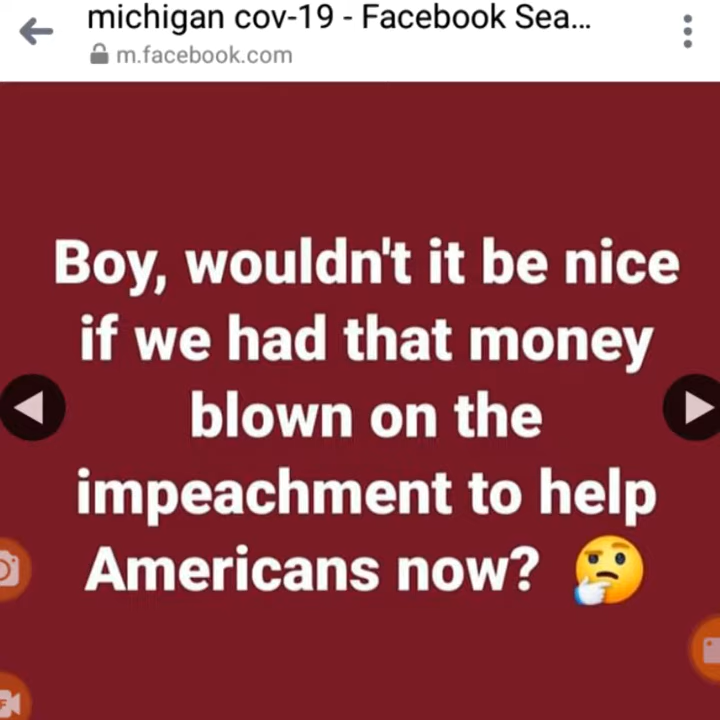 michigan cov-19 - Facebook Sea...
m.facebook.com
Boy, wouldn't it be nice
if we had that money
blown on the
impeachment to help
Americans now? 🤔